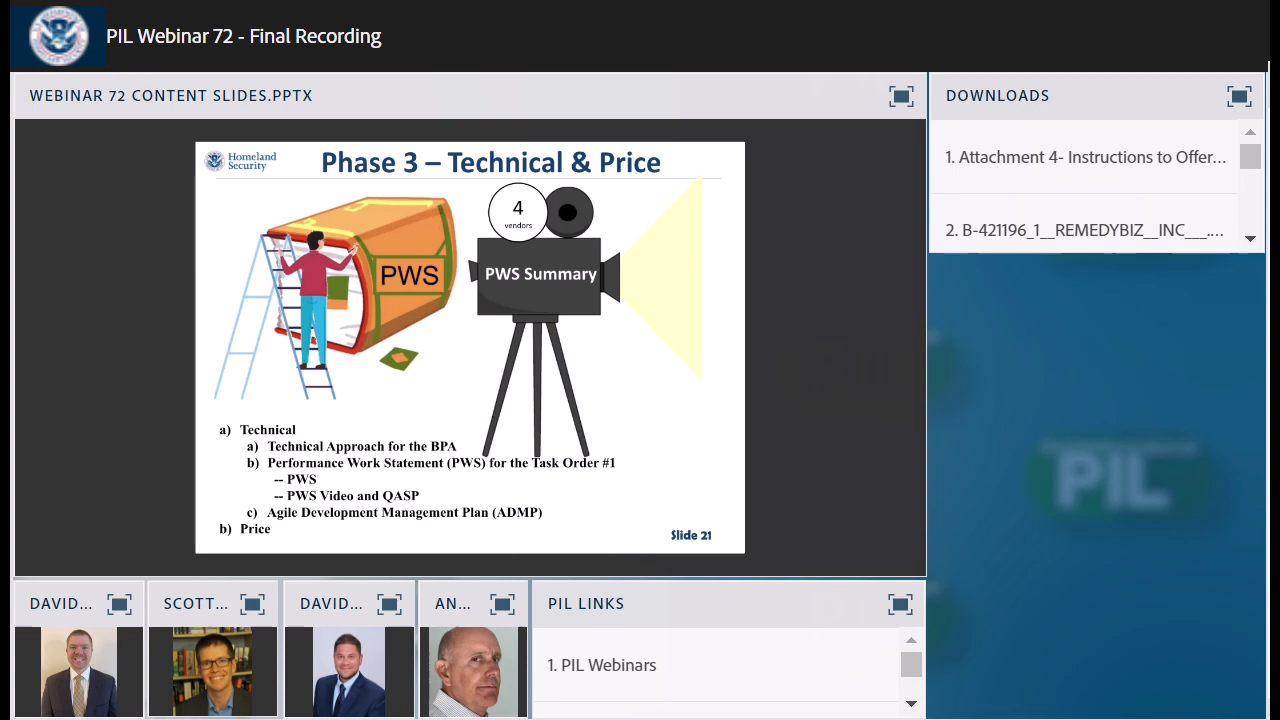 PIL Webinar 72 - Final Recording
WEBINAR 72 CONTENT SLIDES.PPTX
DOWNLOADS
1. Attachment 4- Instructions to Offer...
2. B-421196_1__REMEDYBIZ__INC___....
Homeland
Security
Phase 3 – Technical & Price
4
vendors
PWS
PWS Summary
a) Technical
a) Technical Approach for the BPA
b) Performance Work Statement (PWS) for the Task Order #1
-- PWS
-- PWS Video and QASP
c) Agile Development Management Plan (ADMP)
b) Price
Slide 21
PIL
DAVID...
SCOTT...
DAVID...
AN...
PIL LINKS
1. PIL Webinars